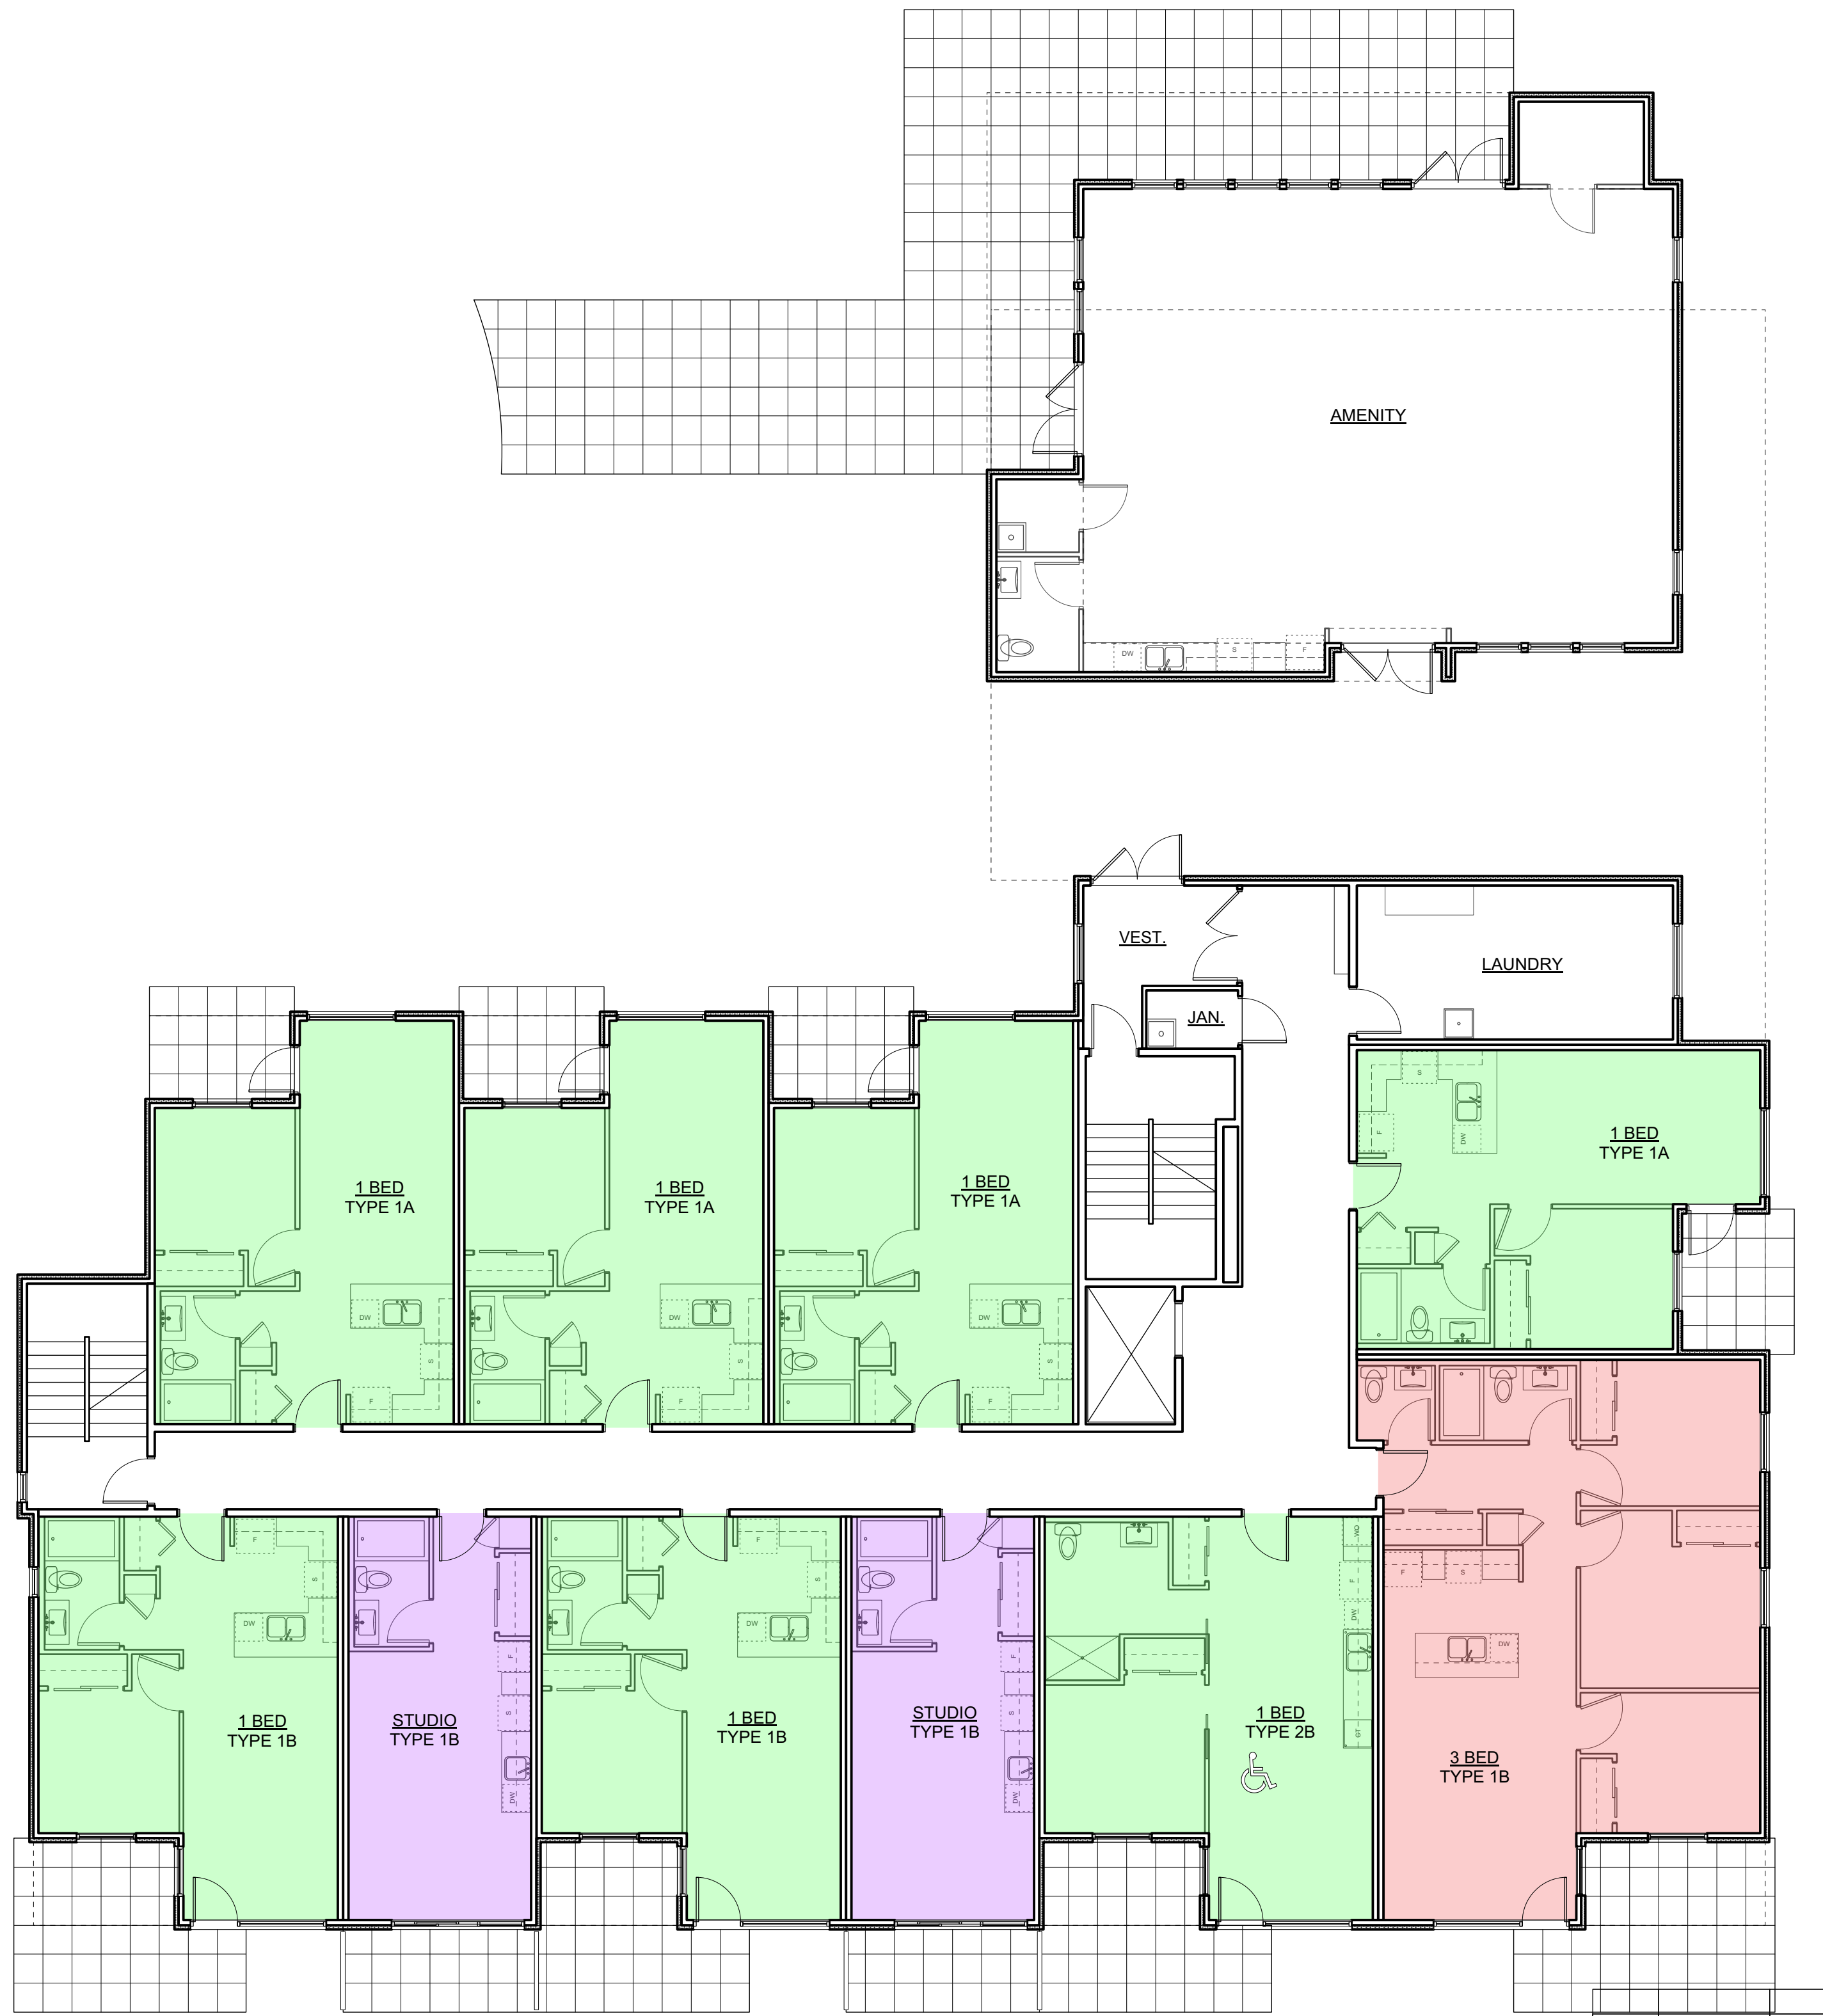 AMENITY
DW
S
F
VEST.
LAUNDRY
JAN.
S
F
DW
1 BED
TYPE 1A
1 BED
TYPE 1A
1 BED
TYPE 1A
1 BED
TYPE 1A
DW
S
F
DW
S
F
DW
S
F
F
S
DW
1 BED
TYPE 1B
F
S
DW
STUDIO
TYPE 1B
F
S
DW
1 BED
TYPE 1B
F
S
DW
STUDIO
TYPE 1B
F
DW
1 BED
TYPE 2B
F
S
DW
3 BED
TYPE 1B